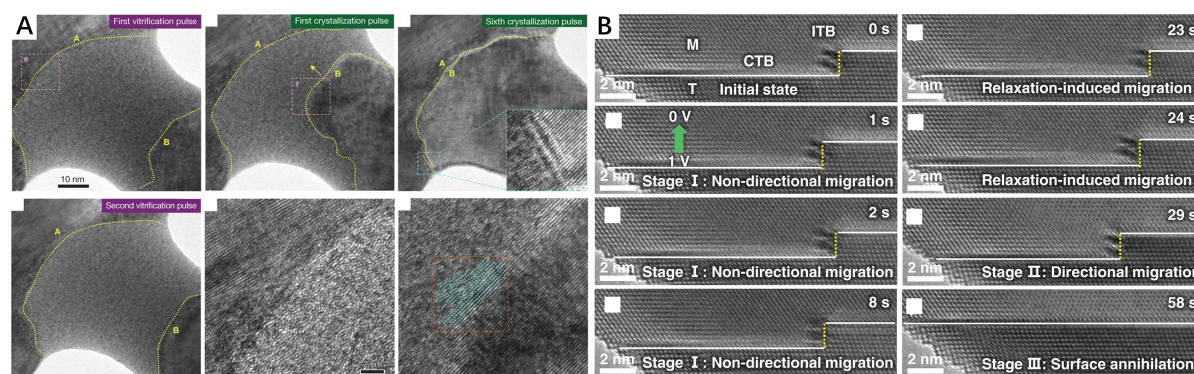 A
First vitrification pulse
A
e
B
10 nm
First crystallization pulse
A
B
f
Sixth crystallization pulse
A
B
Second vitrification pulse
A
B
B
0 s
ITB
M
CTB
T Initial state
2 nm
23 s
2 nm
Relaxation-induced migration
1 s
0 V
1 V
2 nm
Stage Ⅰ: Non-directional migration
24 s
2 nm
Relaxation-induced migration
2 s
2 nm
Stage Ⅰ: Non-directional migration
29 s
2 nm
Stage Ⅱ: Directional migration
8 s
2 nm
Stage Ⅰ: Non-directional migration
58 s
2 nm
Stage Ⅲ: Surface annihilation